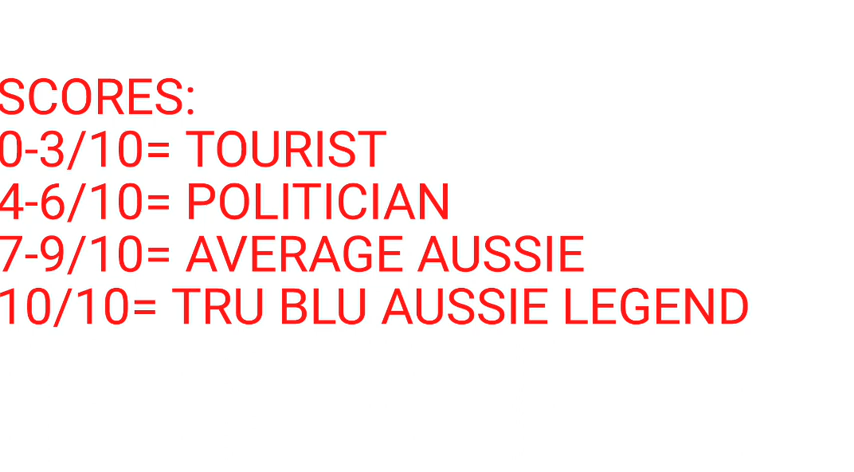 SCORES:
0-3/10= TOURIST
4-6/10= POLITICIAN
7-9/10= AVERAGE AUSSIE
10/10= TRU BLU AUSSIE LEGEND